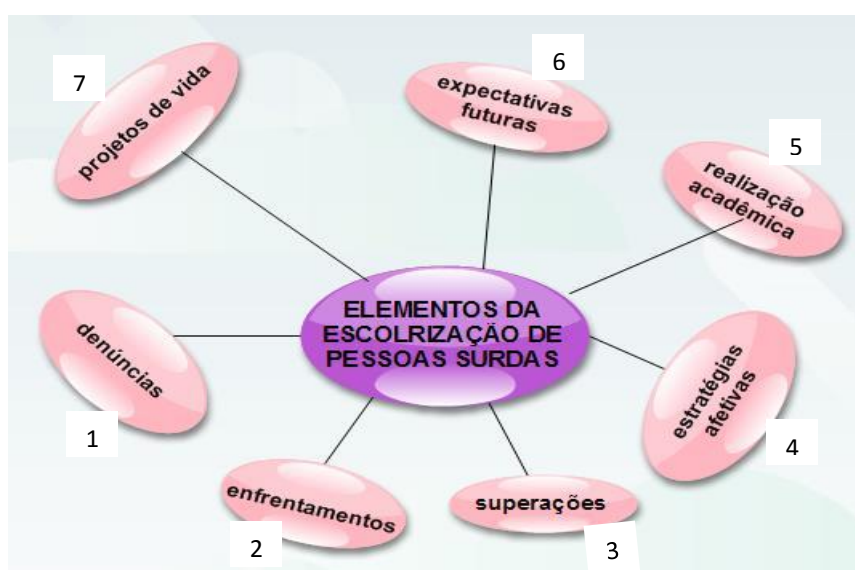 7
projetos de vida
6
expectativas
futuras
5
realização
acadêmica
ELEMENTOS DA
ESCOLRIZAÇÃO DE
PESSOAS SURDAS
denúncias
1
estratégias
afetivas
4
enfrentamentos
2
superações
3